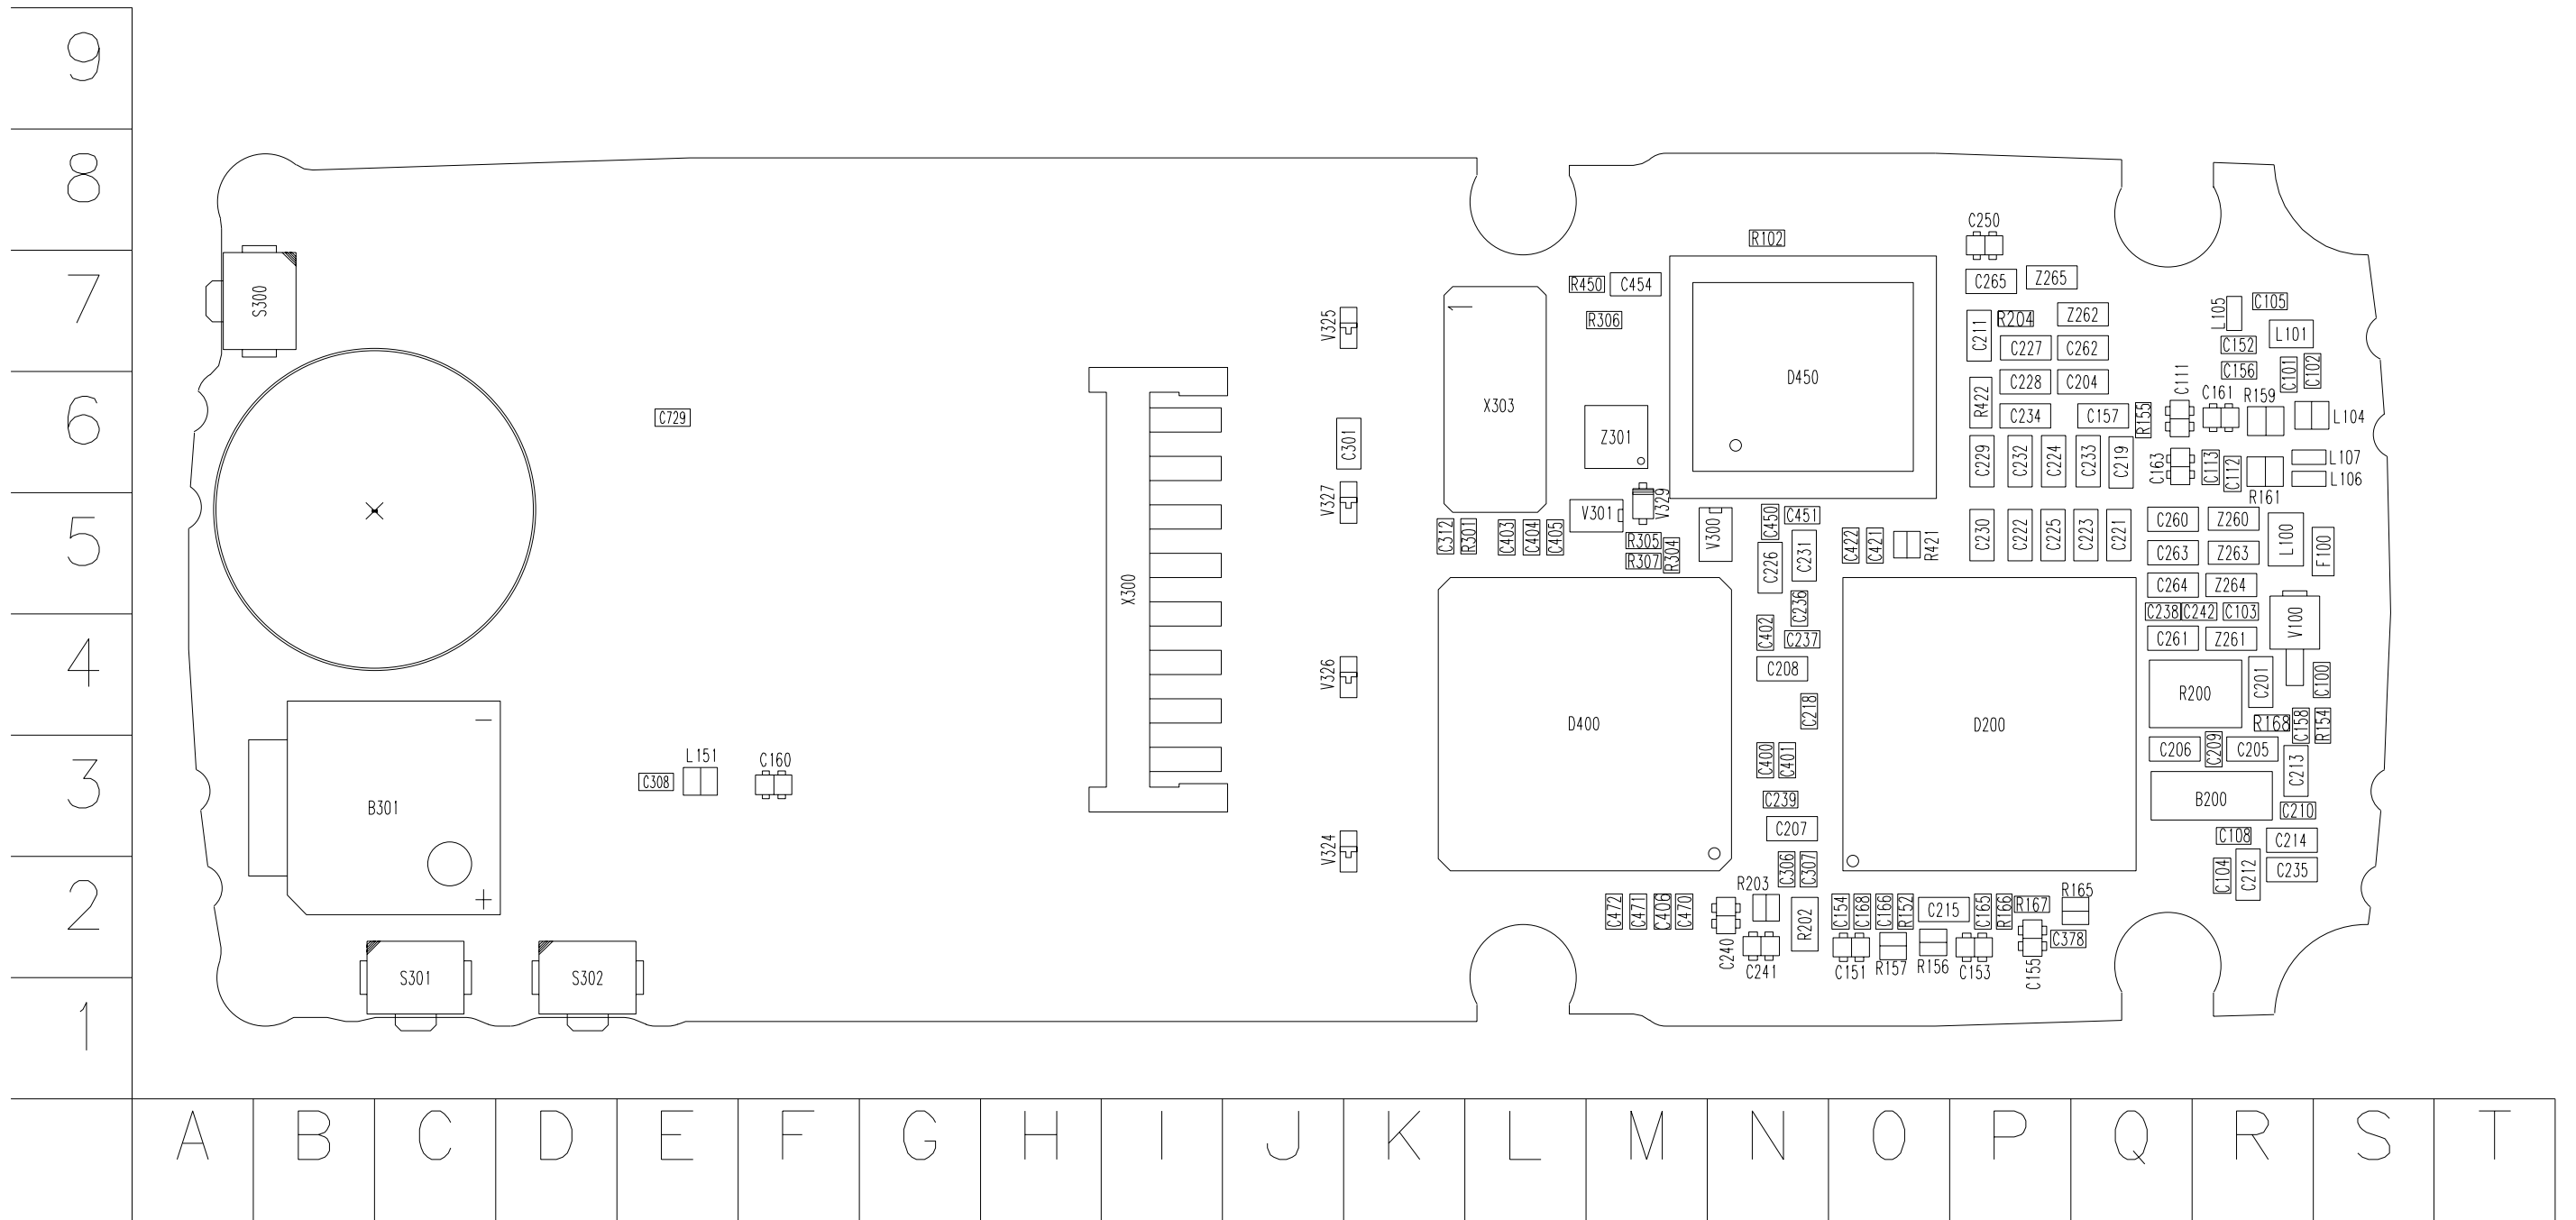 9
8
C250
R102
7
S300
R450 C454 C265 Z265
L105 C105
V325 R306 C211 R204 Z262
L101
1
C227 C262 C152
D450
C156 C101 C102
C228 C204 C111
6
C729 X303 R422 C161 R159
C234 C157 R155 L104
C301 Z301
C229 C232 C224 C233 C219 C163 C113 C112 L107
L106
R161
V327 V329
5
V301 V300 C450 C451 C260 Z260
C312 R301 C403 C404 C405 R305 R304 R307
C226 C231 C422 C421 R421 C230 C222 C225 C223 C221 L100 F100
C263 Z263
X300
C264 Z264
C236 C238 C242 C103 V100
4
C402 C237 C261 Z261
V326 C208 C201 C100
R200
C218
D400 D200 R168 C158 R154
3
L151 C160 C400 C401 C206 C209 C205
C308 C213
B301 C239 B200
C210
C207 C108 C214
V324
C306 C307 C104 C212 C235
2
R203 R165
C472 C471 C406 C470 C240 R202 C154 C168 C166 R152 C215 C165 R166 R167
C378
S301 S302 C241 C151 R157 R156 C153 C155
1
A B C D E F G H I J K L M N O P Q R S T